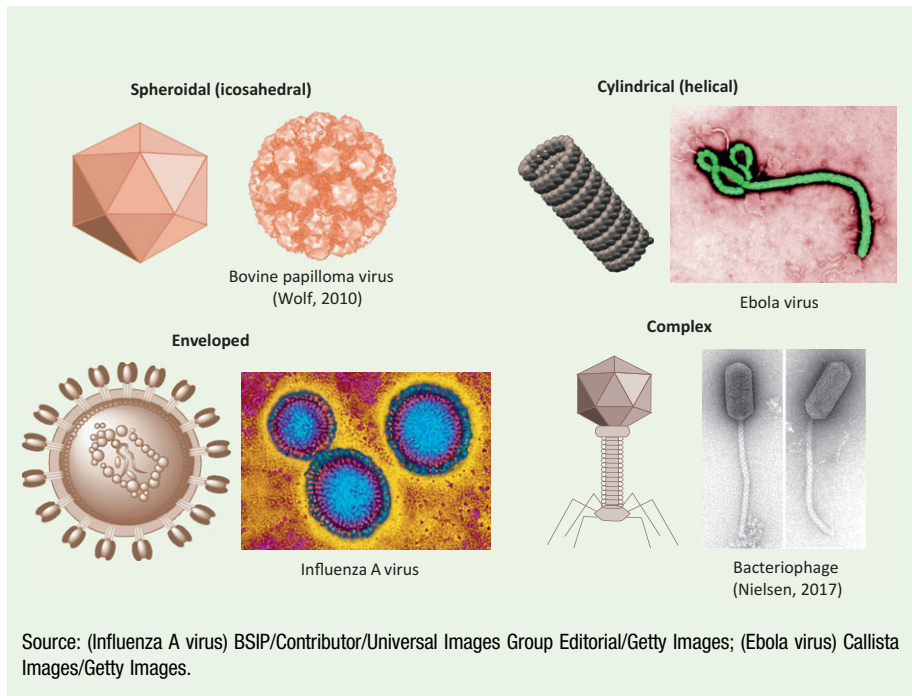 Spheroidal (icosahedral)
Cylindrical (helical)
Bovine papilloma virus
(Wolf, 2010)
Ebola virus
Enveloped
Complex
Influenza A virus
Bacteriophage
(Nielsen, 2017)
Source: (Influenza A virus) BSIP/Contributor/Universal Images Group Editorial/Getty Images; (Ebola virus) Callista
Images/Getty Images.